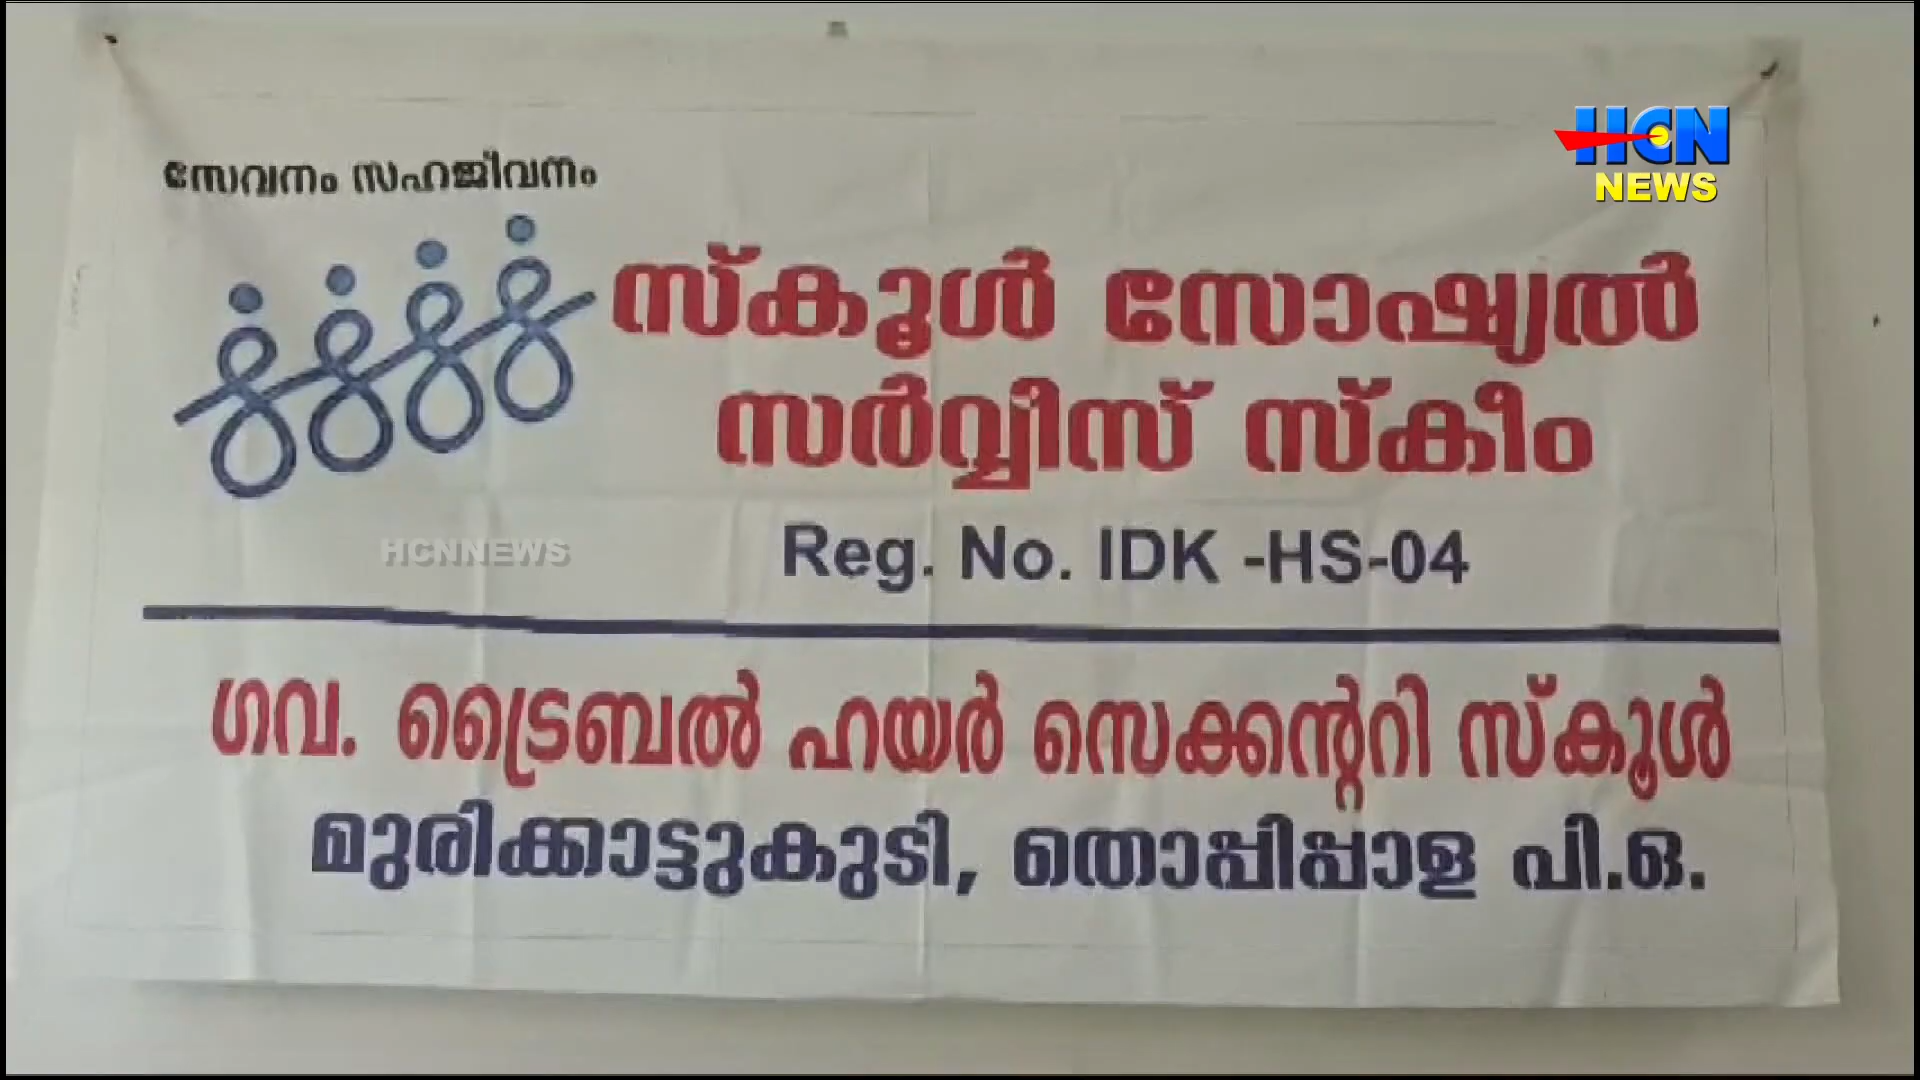 HCN
NEWS
സേവനം സഹജീവനം
സ്കൂൾ സോഷ്യൽ
സർവ്വീസ് സ്കീം
Reg. No. IDK -HS-04
HCNNEWS
ഗവ. ട്രൈബൽ ഹയർ സെക്കന്ററി സ്കൂൾ
മുരിക്കാട്ടുകുടി, തൊപ്പിപ്പാള പി.ഒ.